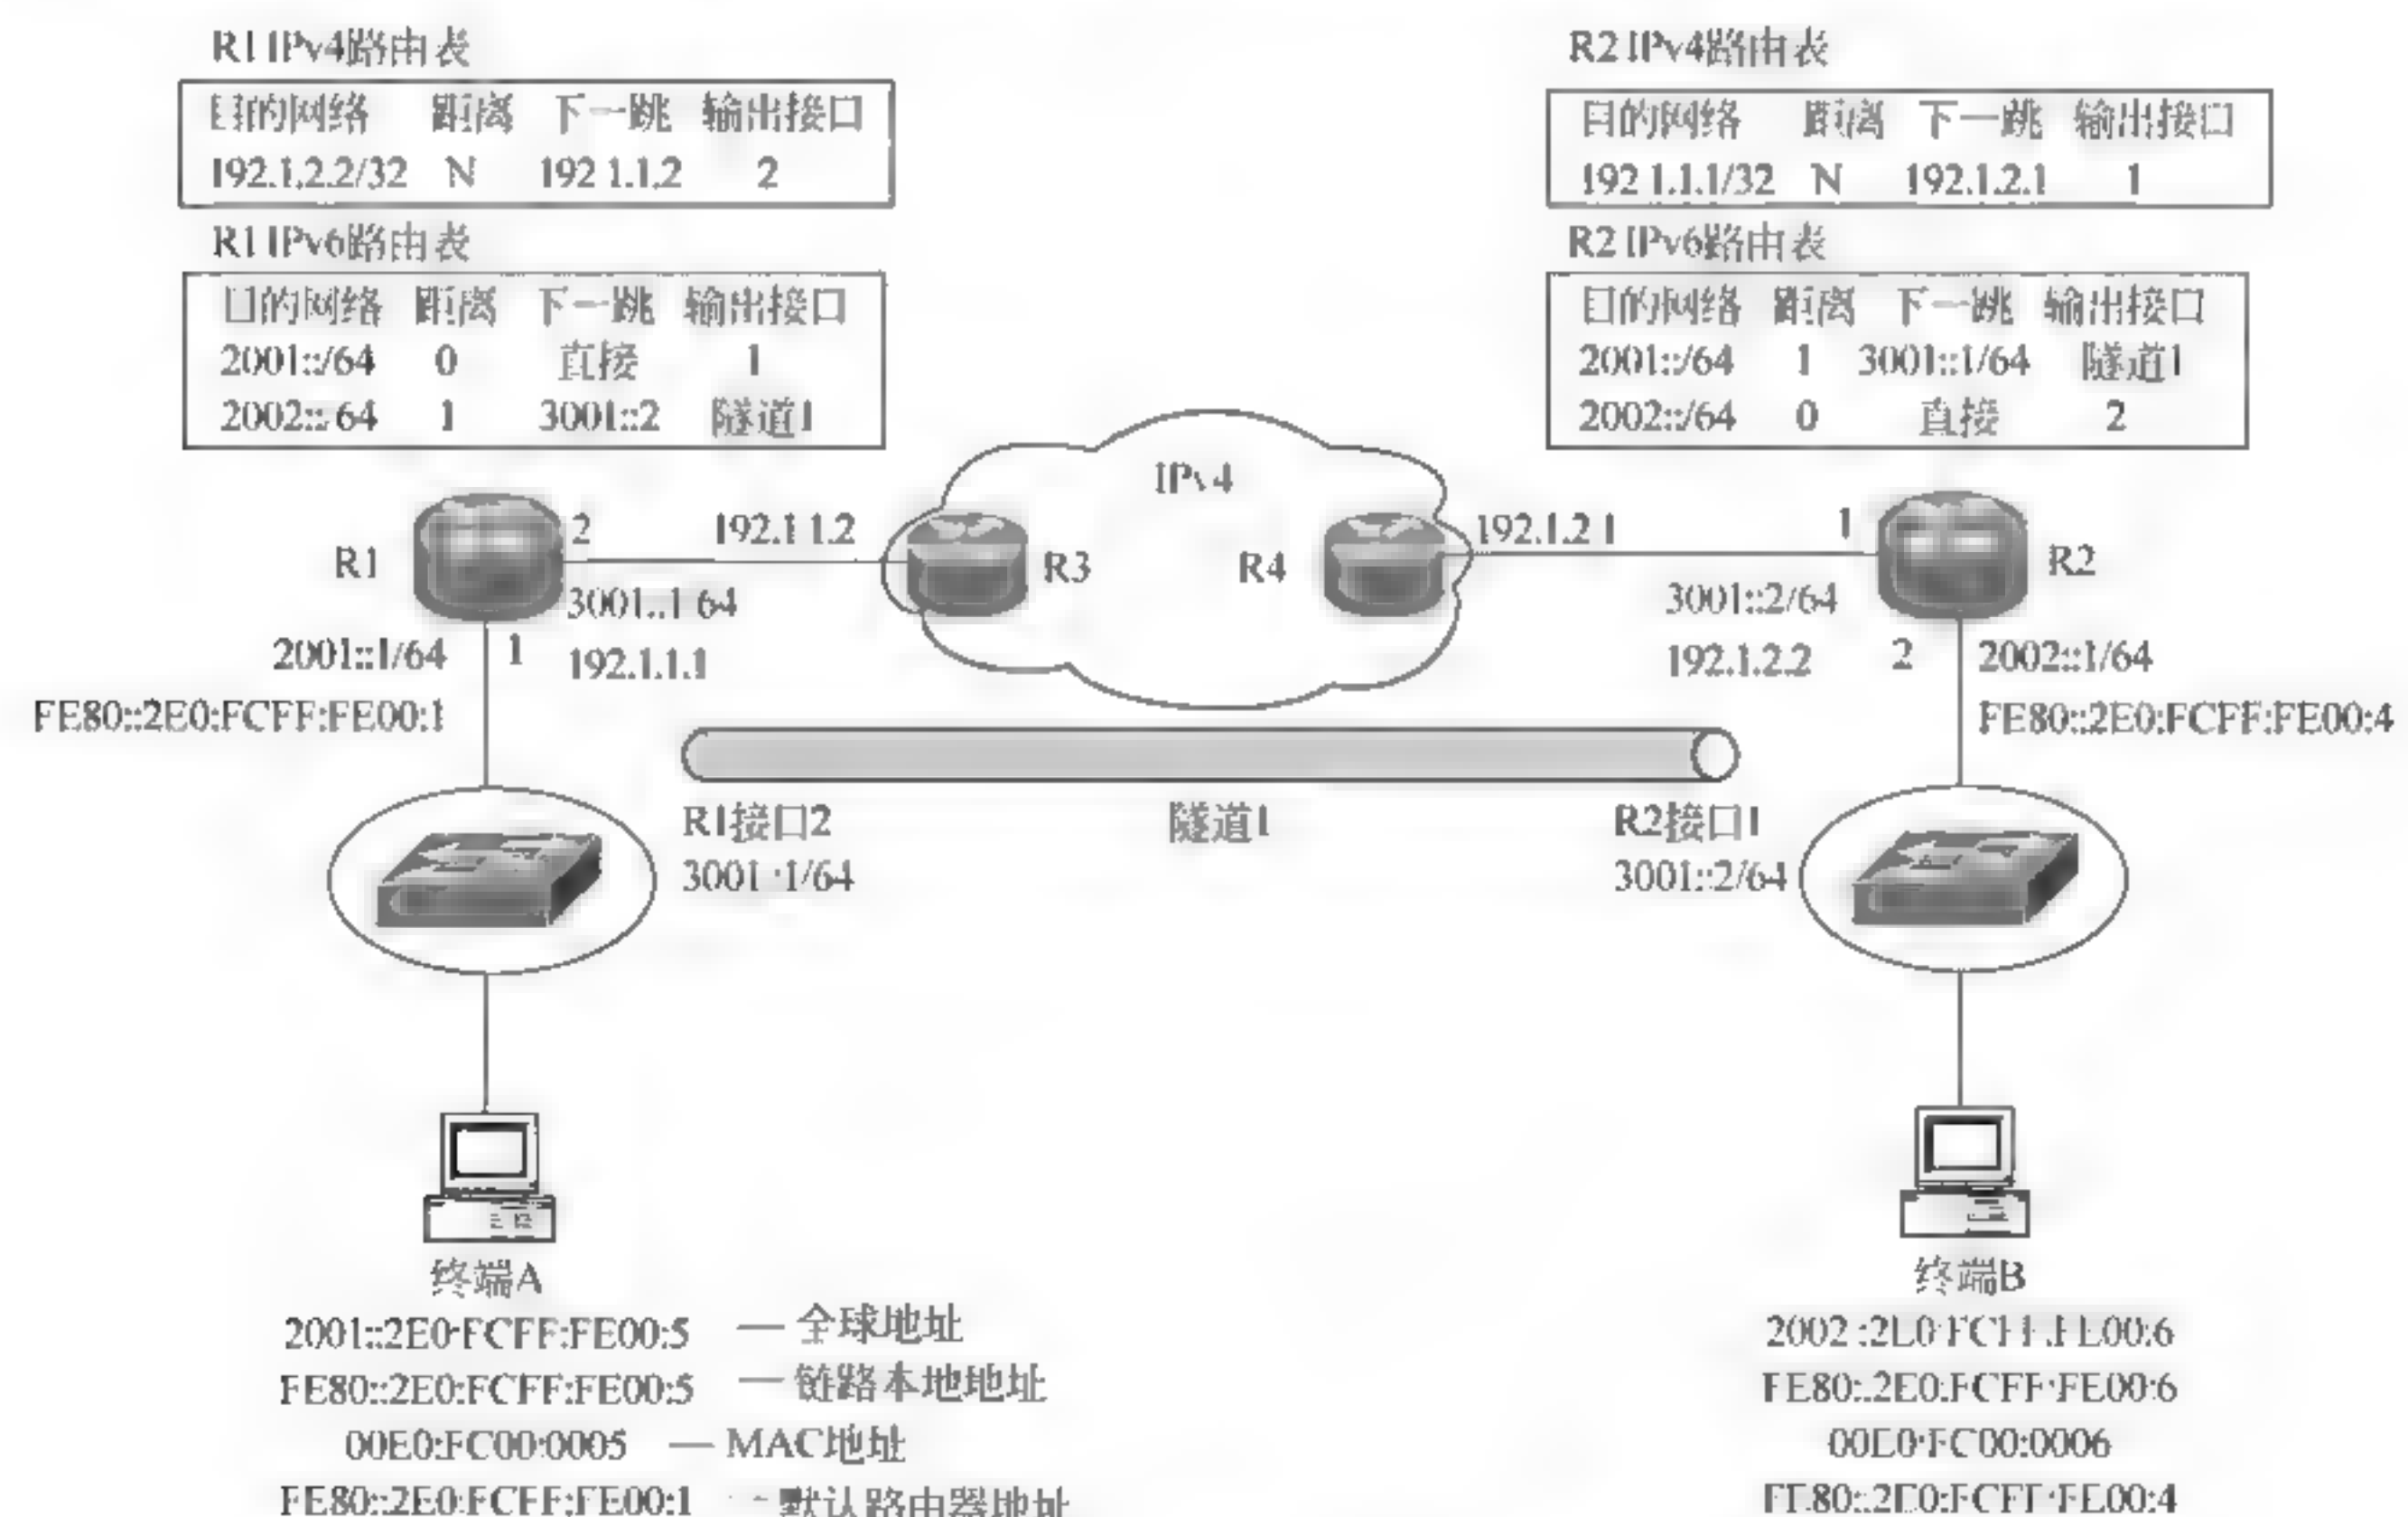 R1 IPv4路由表
目的网络 距离 下一跳 输出接口
192.1.2.2/32 N 192 1.1.2 2
R1 IPv6路由表
目的网络 距离 下一跳 输出接口
2001::/64 0 直接 1
2002:: 64 1 3001::2 隧道1
R2 IPv4路由表
目的网络 距离 下一跳 输出接口
192 1.1.1/32 N 192.1.2.1 1
R2 IPv6路由表
目的网络 距离 下一跳 输出接口
2001::/64 1 3001::1/64 隧道1
2002::/64 0 直接 2
IPv4
R1
2
192.1 1.2
R3
R4
192.1.2 1
1
R2
3001::1 64
192.1.1.1
2001::1/64
1
FE80::2E0:FCFF:FE00:1
3001::2/64
192.1.2.2
2
2002::1/64
FE80::2E0:FCFF:FE00:4
R1接口2
3001::1/64
隧道1
R2接口1
3001::2/64
终端A
2001::2E0:FCFF:FE00:5 — 全球地址
FE80::2E0:FCFF:FE00:5 — 链路本地地址
00E0:FC00:0005 — MAC地址
FE80::2E0:FCFF:FE00:1 — 默认路由器地址
终端B
2002::2E0:FCFF:FE00:6
FE80::2E0:FCFF:FE00:6
00E0:FC00:0006
FE80::2E0:FCFF:FE00:4